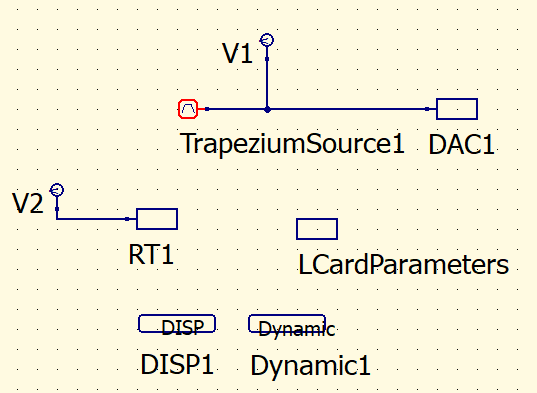 V1
TrapeziumSource1
DAC1
V2
RT1
LCardParameters
DISP
Dynamic
DISP1
Dynamic1